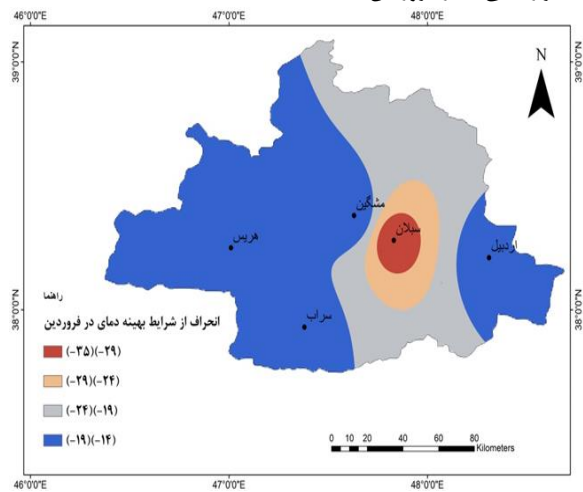 46°0'0"E 47°0'0"E 48°0'0"E
39°0'0"N 39°0'0"N
N
مشگین
سبلان
هریس
اردبیل
سراب
38°0'0"N 38°0'0"N
راهنما
انحراف از شرایط بهینه دمای در فروردین
(-۳۵)(-۲۹)
(-۲۹)(-۲۴)
(-۲۴)(-۱۹)
(-۱۹)(-۱۴)
0 10 20 40 60 80
Kilometers
46°0'0"E 47°0'0"E 48°0'0"E